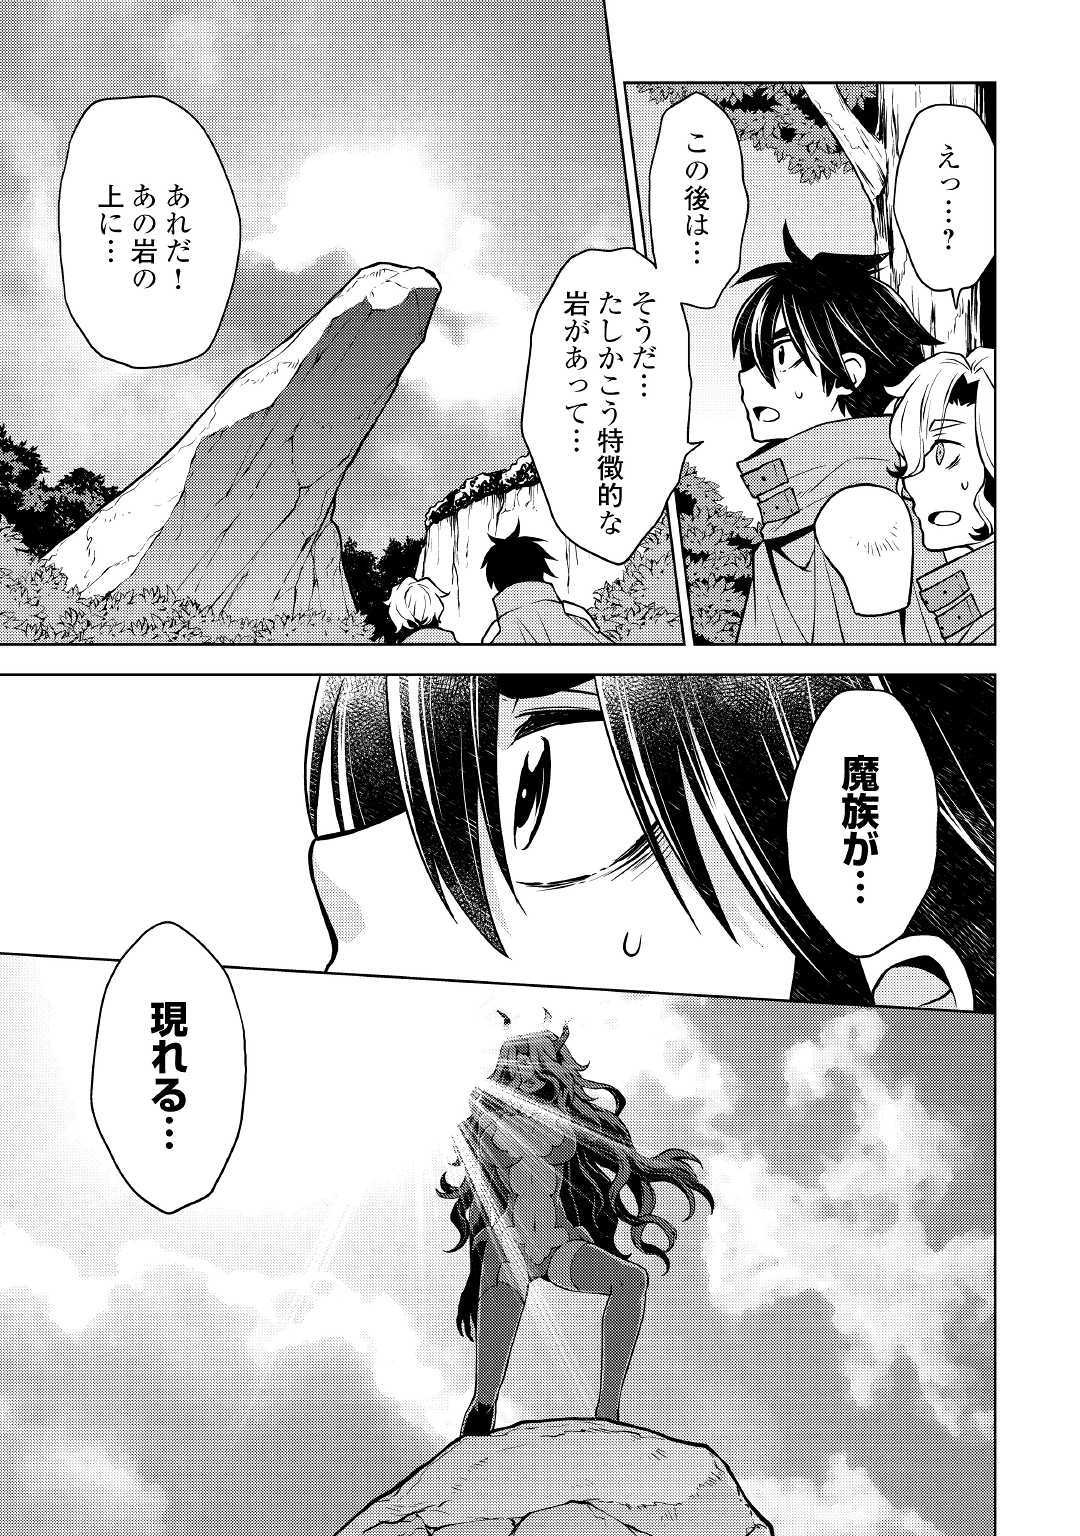 えっ…?
この後は…
そうだ…
たしかこう特徴的な
岩があって…
あれだ!
あの岩の
上に…
魔族が…
現れる…